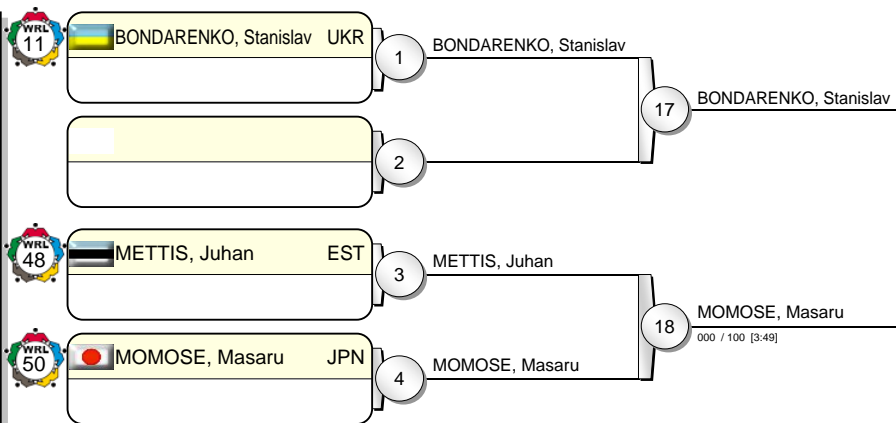 WRL
11
BONDARENKO, Stanislav UKR
1
BONDARENKO, Stanislav
17
BONDARENKO, Stanislav
2
WRL
48
METTIS, Juhan EST
3
METTIS, Juhan
18
MOMOSE, Masaru
000 / 100 [3:49]
WRL
50
MOMOSE, Masaru JPN
4
MOMOSE, Masaru